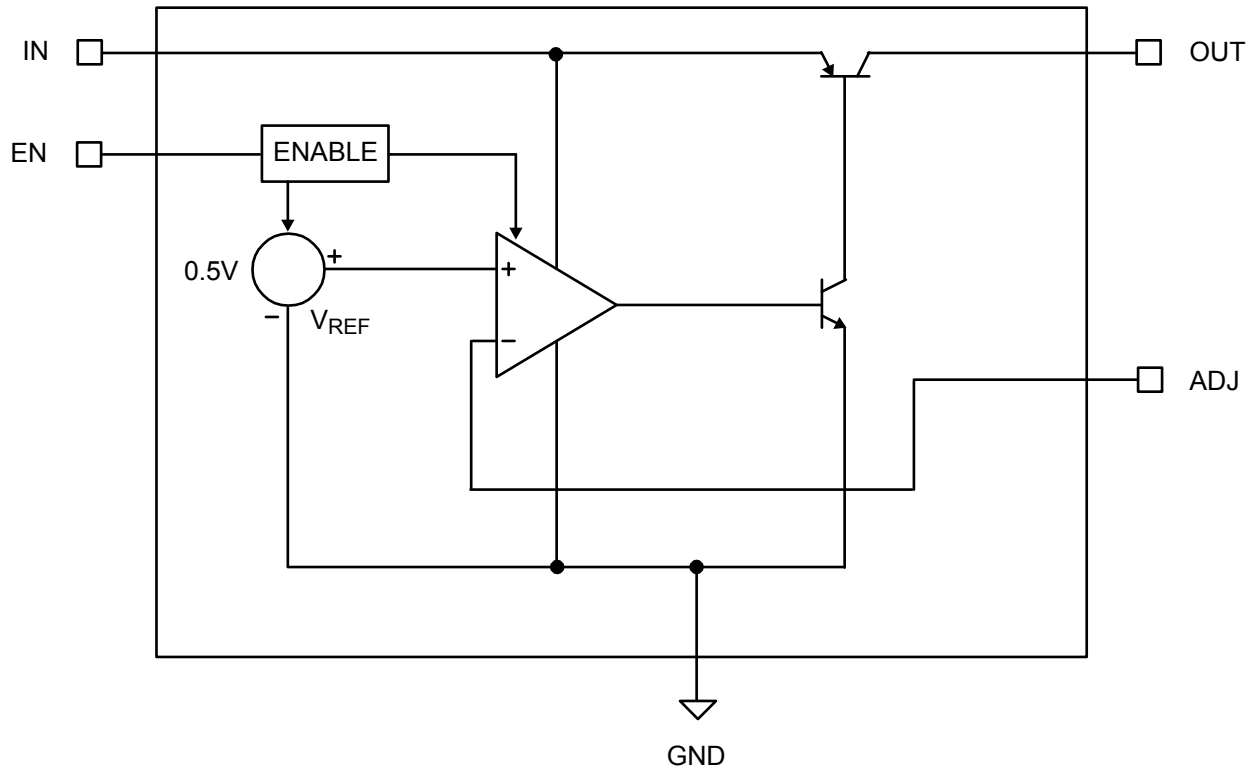 IN
OUT
EN
ENABLE
0.5V
+
−
VREF
+
−
ADJ
GND